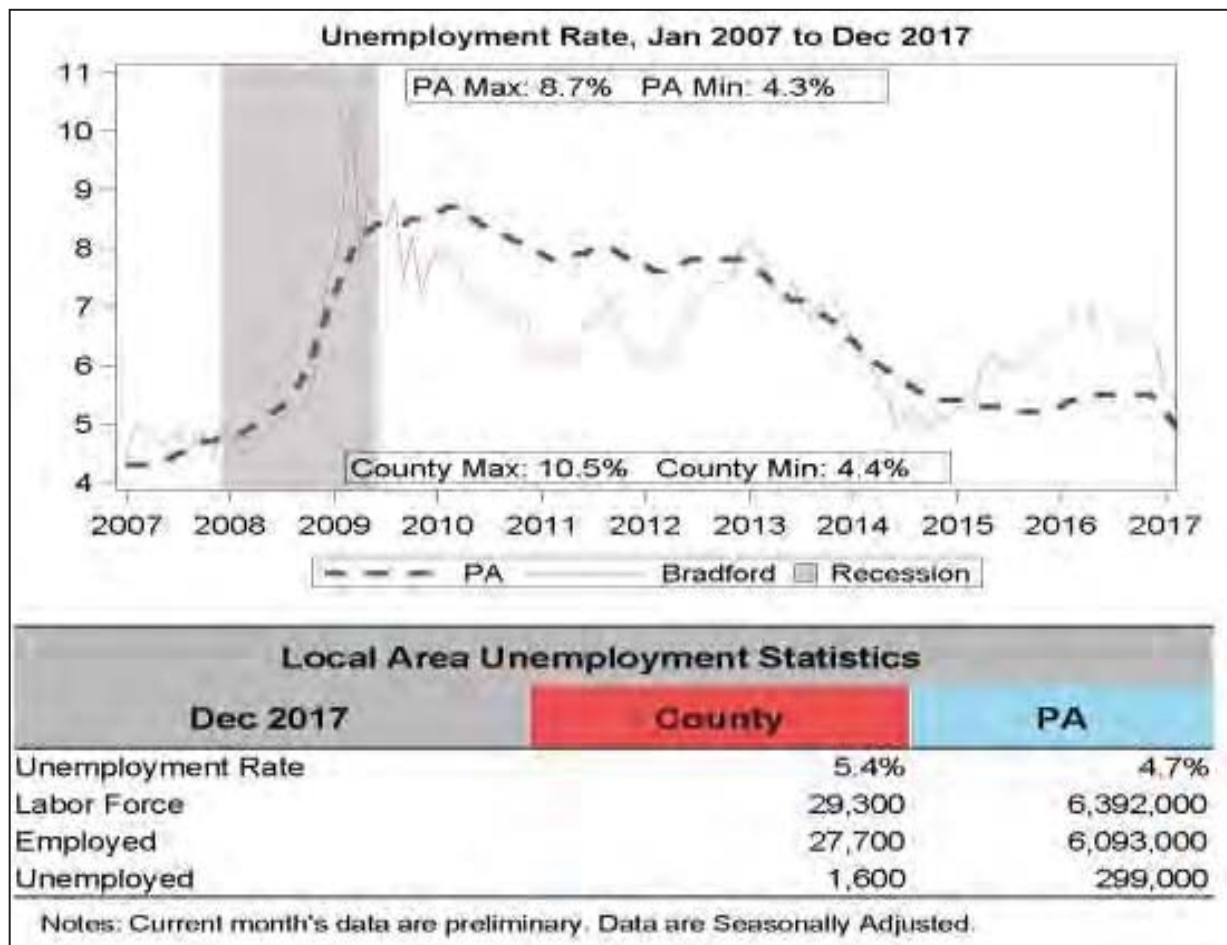 Unemployment Rate, Jan 2007 to Dec 2017
11
PA Max: 8.7% PA Min: 4.3%
10
9
8
7
6
5
4
County Max: 10.5% County Min: 4.4%
2007 2008 2009 2010 2011 2012 2013 2014 2015 2016 2017
PA Bradford Recession
Local Area Unemployment Statistics
Dec 2017 County PA
Unemployment Rate 5.4% 4.7%
Labor Force 29,300 6,392,000
Employed 27,700 6,093,000
Unemployed 1,600 299,000
Notes: Current month's data are preliminary. Data are Seasonally Adjusted.